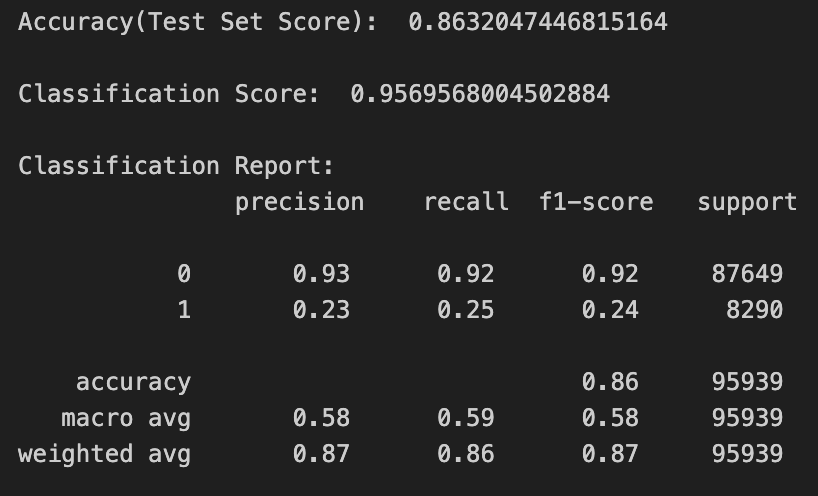 Accuracy(Test Set Score):  0.8632047446815164
Classification Score:  0.9569568004502884
Classification Report:
precision    recall  f1-score   support
0       0.93      0.92      0.92     87649
1       0.23      0.25      0.24      8290
accuracy                           0.86     95939
macro avg       0.58      0.59      0.58     95939
weighted avg       0.87      0.86      0.87     95939